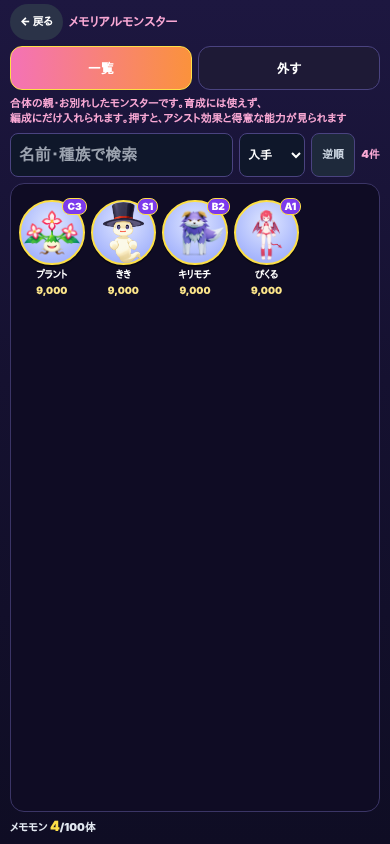 ← 戻る メモリアルモンスター
一覧 外す
合体の親・お別れしたモンスターです。育成には使えず、
編成にだけ入れられます。押すと、アシスト効果と得意な能力が見られます
名前・種族で検索 入手 逆順 4件
C3 S1 B2 A1
プラント きき キリモチ ぴくる
9,000 9,000 9,000 9,000
メモモン 4/100体